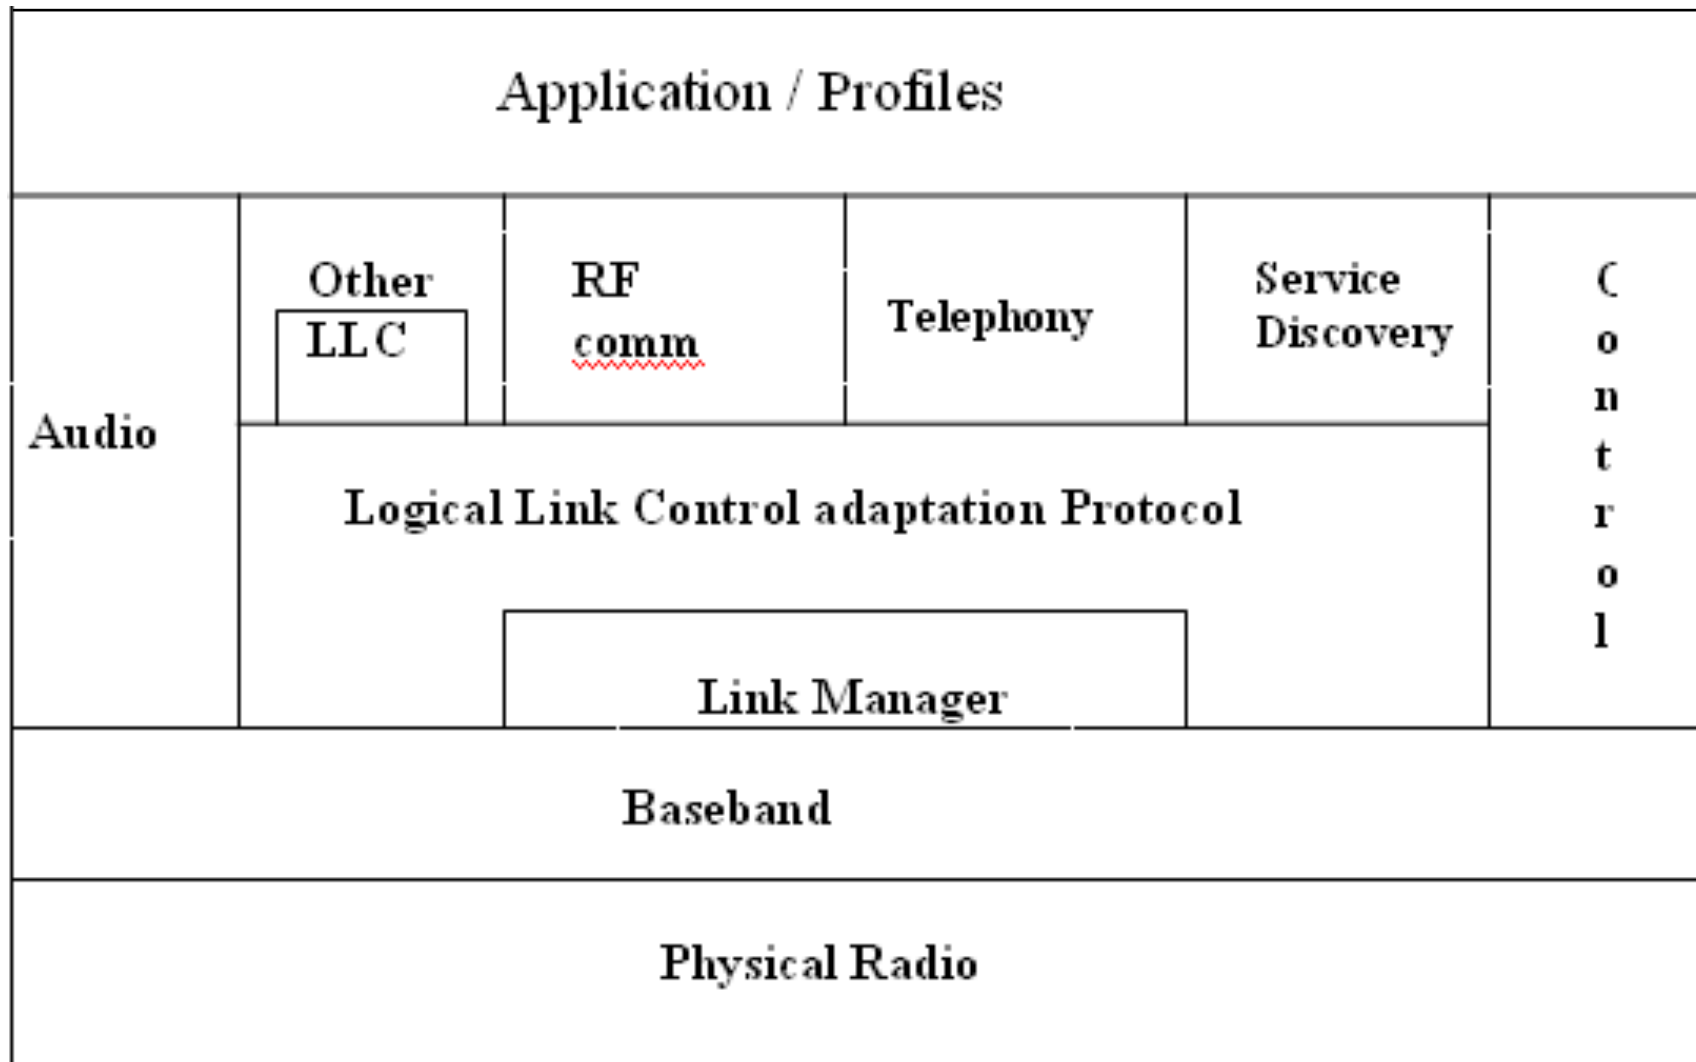 Application / Profiles
Audio
Other
LLC
RF
comm
Telephony
Service
Discovery
C
o
n
t
r
o
l
Logical Link Control adaptation Protocol
Link Manager
Baseband
Physical Radio